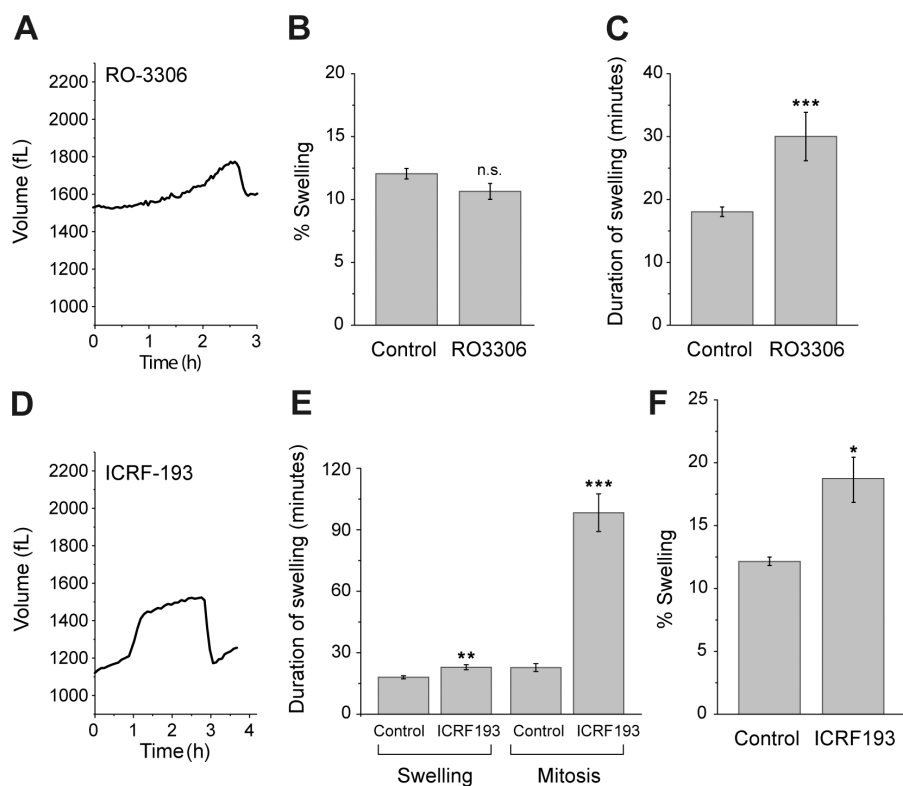 A
RO-3306
Volume (fL)
2200
2000
1800
1600
1400
1200
1000
0 1 2 3
Time (h)
B
% Swelling
20
15
10
5
0
n.s.
Control RO3306
C
Duration of swelling (minutes)
40
30
20
10
0
***
Control RO3306
D
ICRF-193
Volume (fL)
2200
2000
1800
1600
1400
1200
1000
0 1 2 3 4
Time (h)
E
Duration of swelling (minutes)
120
90
60
30
0
**
***
Control ICRF193 Control ICRF193
Swelling Mitosis
F
% Swelling
25
20
15
10
5
0
*
Control ICRF193